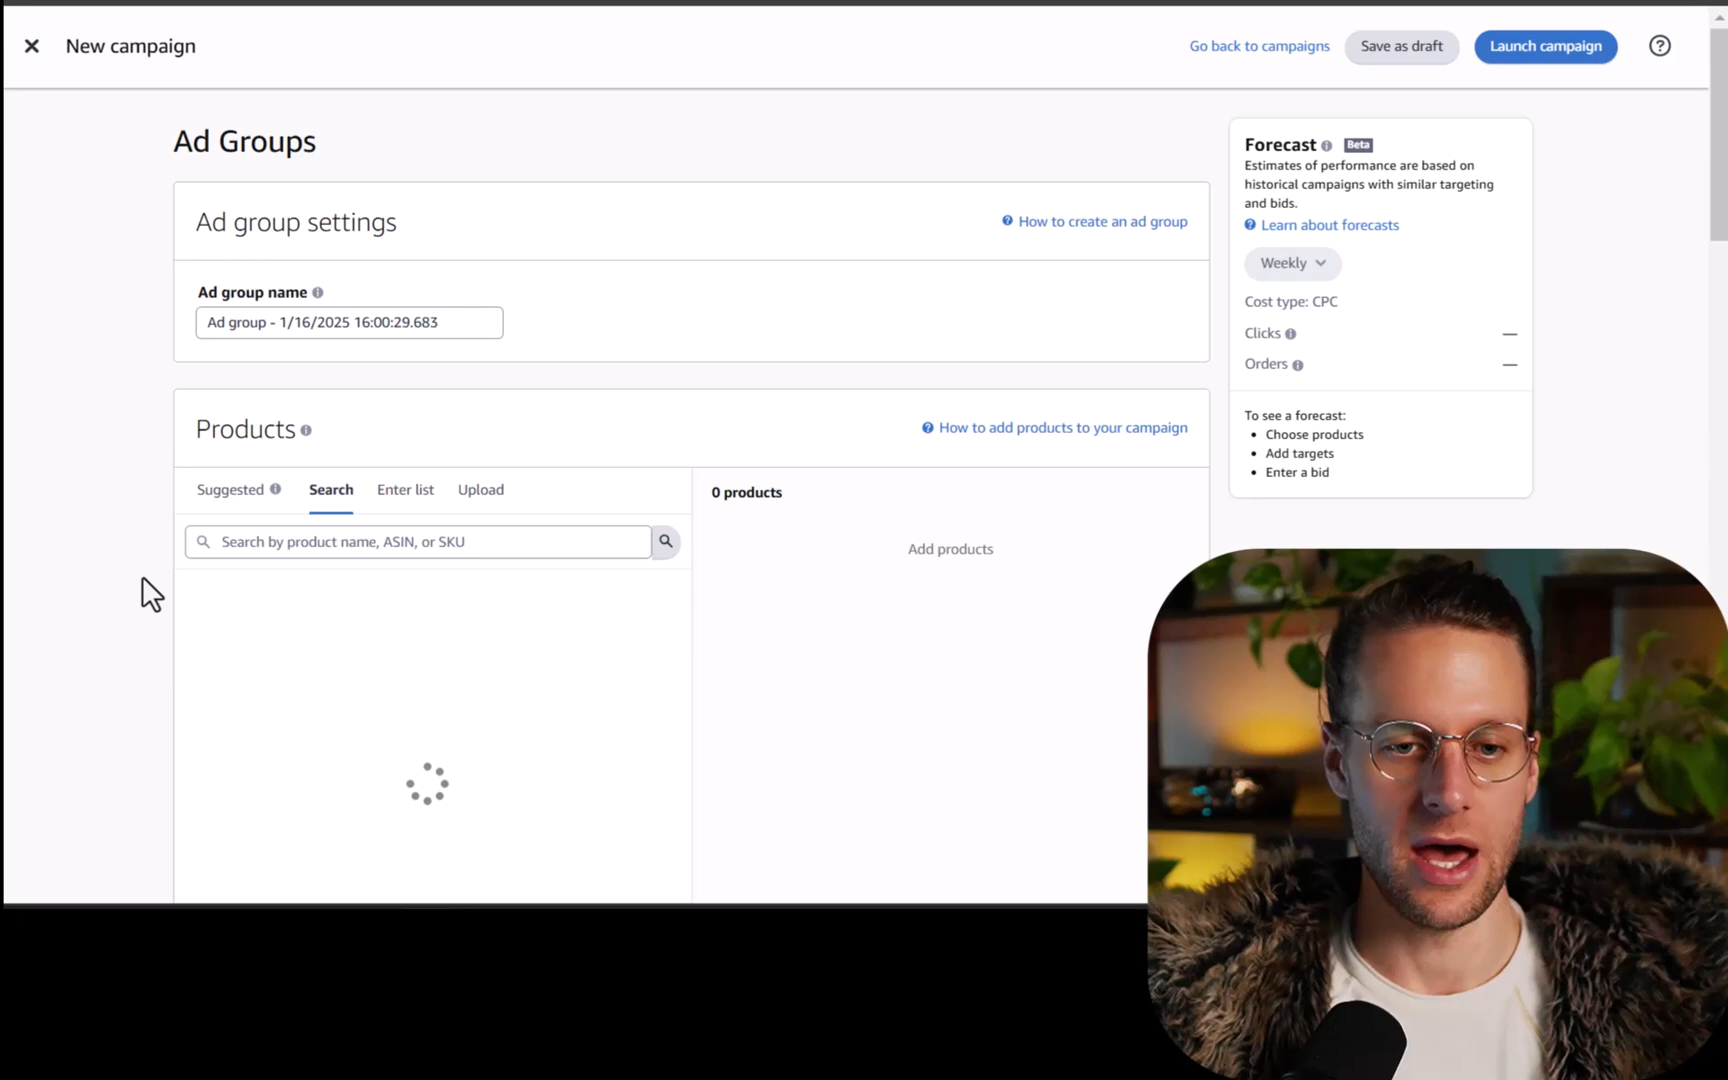 New campaign
Go back to campaigns
Save as draft
Launch campaign
Ad Groups
Ad group settings
How to create an ad group
Ad group name
Ad group - 1/16/2025 16:00:29.683
Products
How to add products to your campaign
Suggested
Search
Enter list
Upload
Search by product name, ASIN, or SKU
0 products
Add products
Forecast
Beta
Estimates of performance are based on
historical campaigns with similar targeting
and bids.
Learn about forecasts
Weekly
Cost type: CPC
Clicks
—
Orders
—
To see a forecast:
• Choose products
• Add targets
• Enter a bid